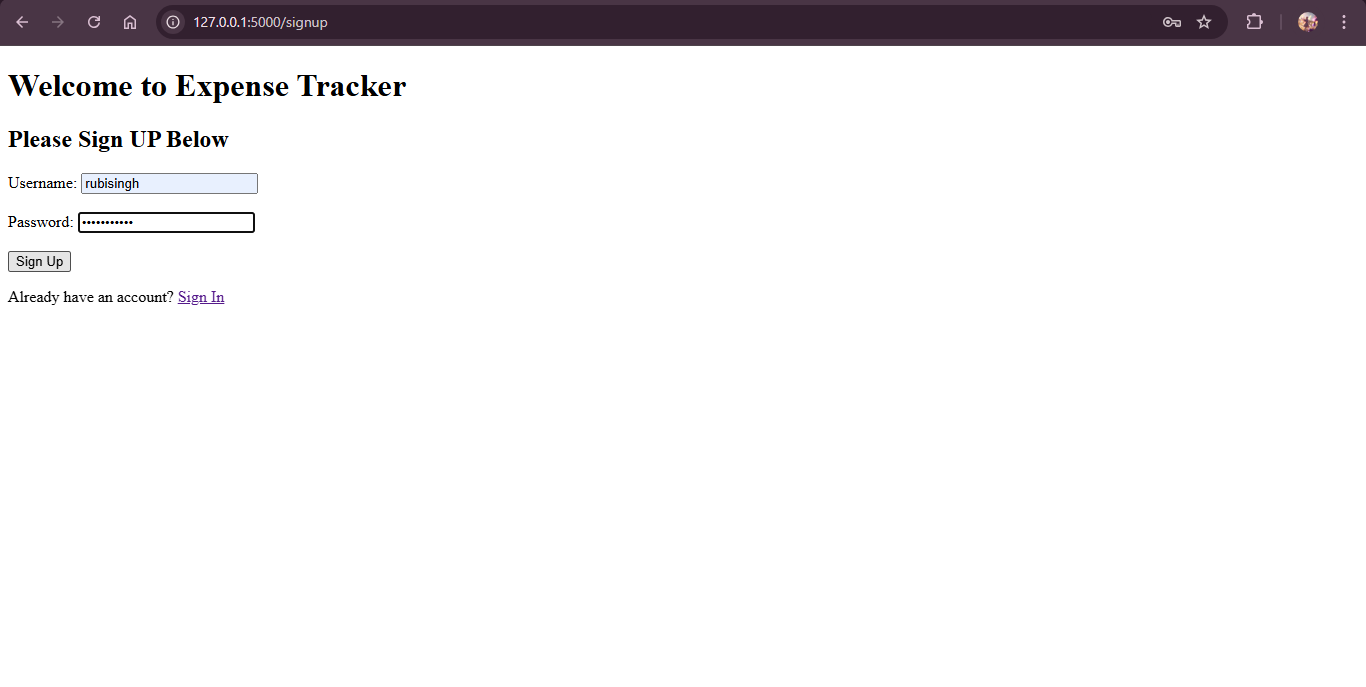 127.0.0.1:5000/signup
Welcome to Expense Tracker
Please Sign UP Below
Username: rubisingh
Password: •••••••••••
Sign Up
Already have an account? Sign In